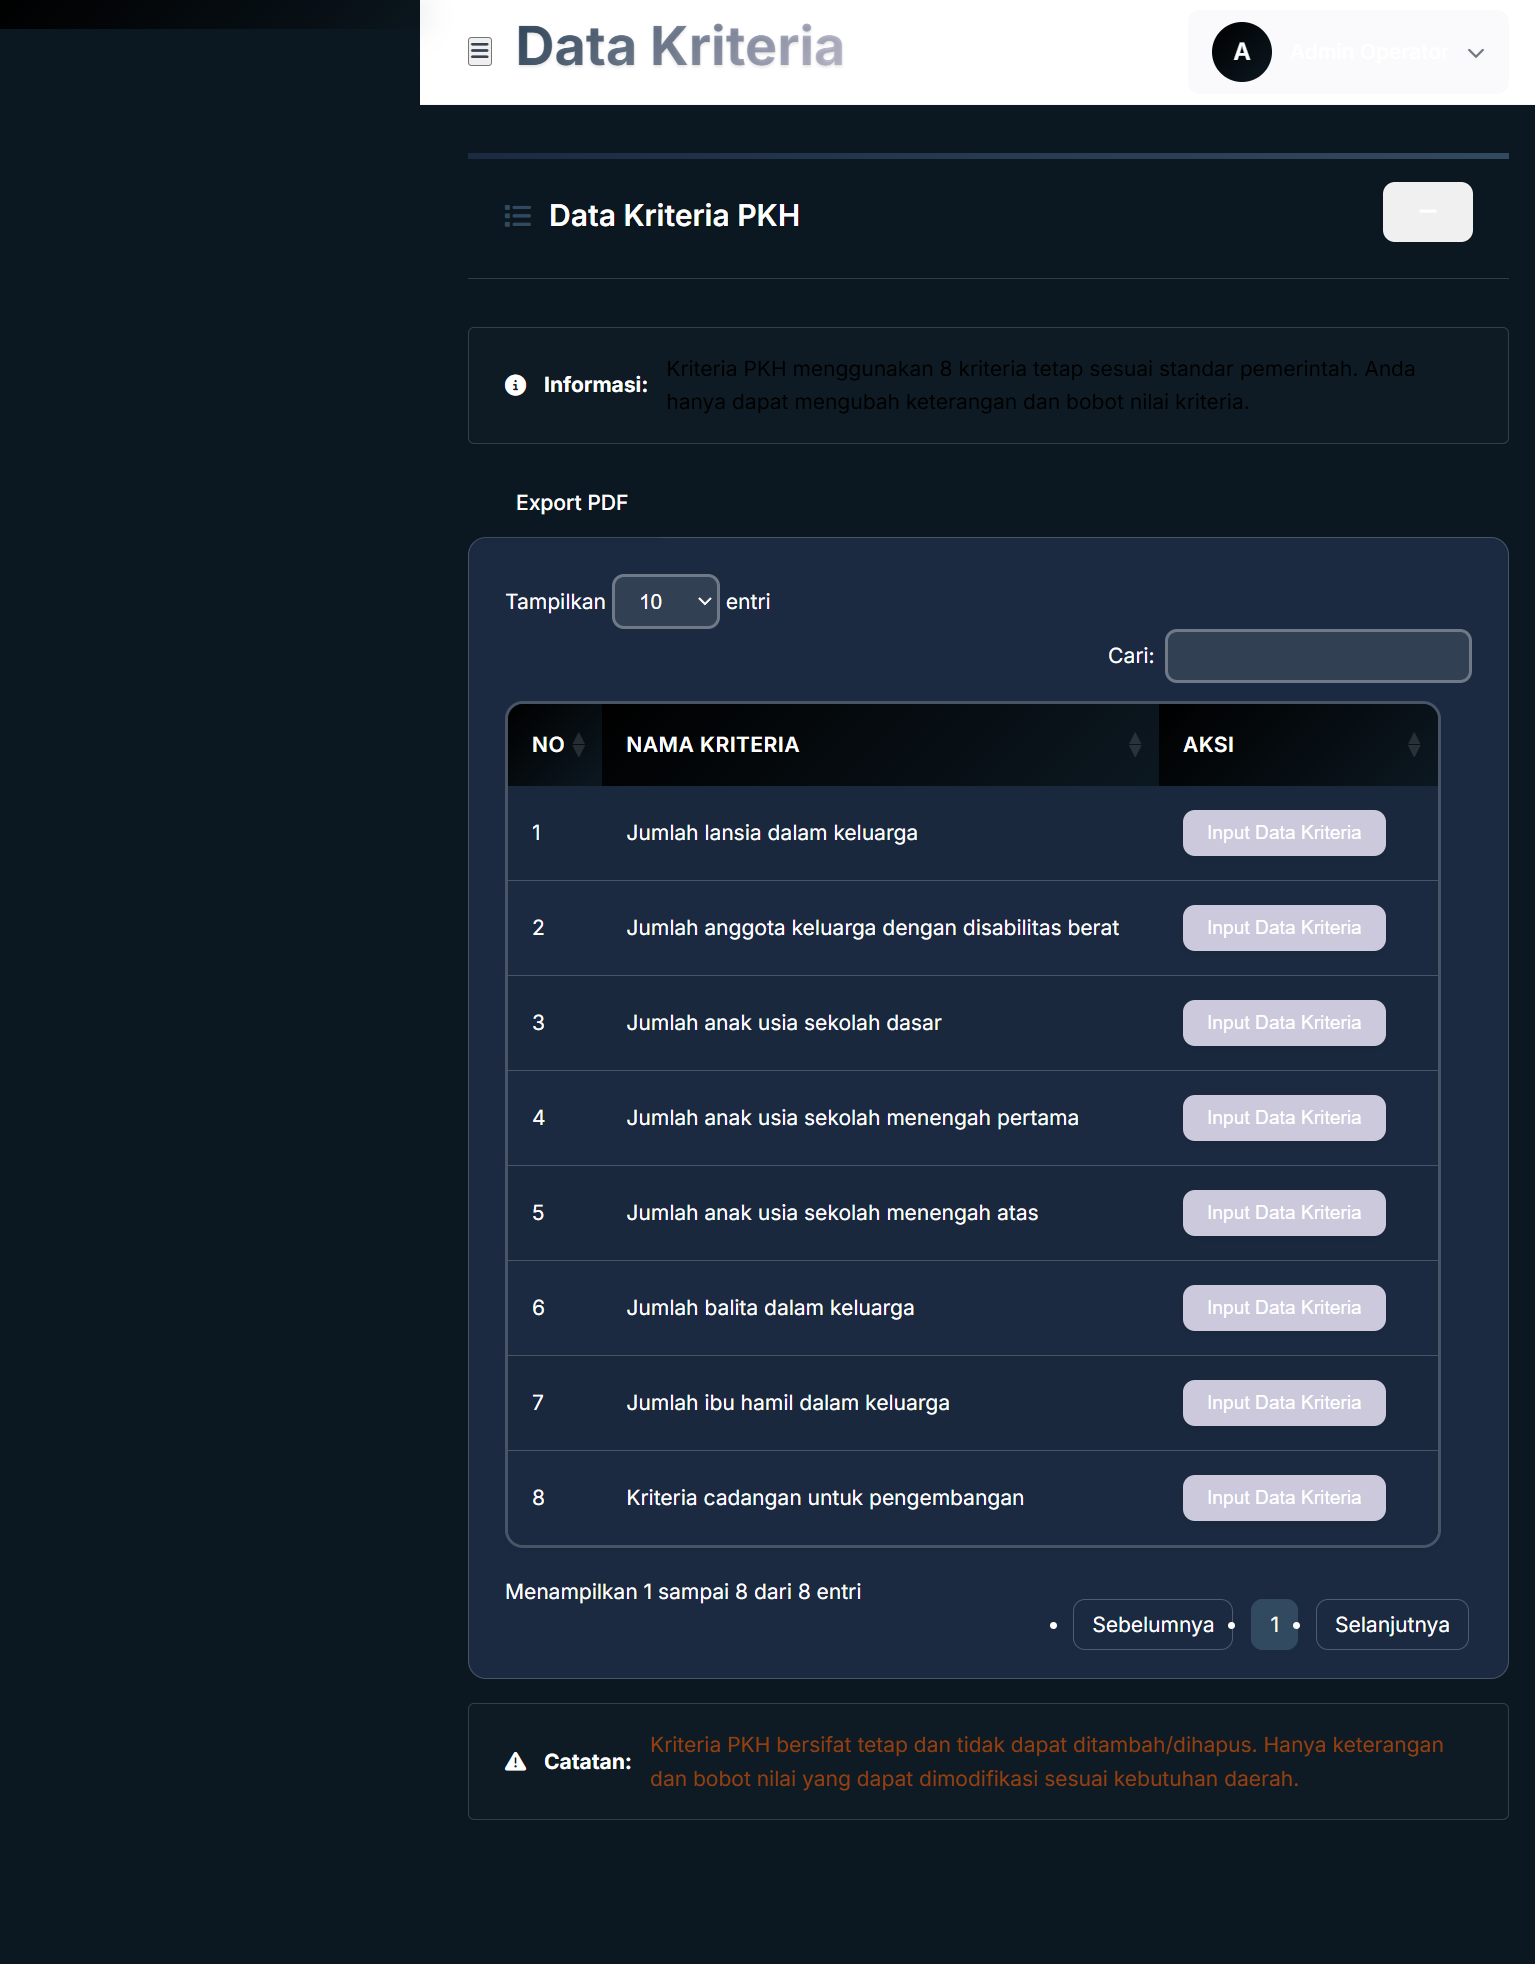 Data Kriteria
A Admin Operator
Data Kriteria PKH
Informasi: Kriteria PKH menggunakan 8 kriteria tetap sesuai standar pemerintah. Anda
hanya dapat mengubah keterangan dan bobot nilai kriteria.
Export PDF
Tampilkan 10 entri
Cari:
NO NAMA KRITERIA AKSI
1 Jumlah lansia dalam keluarga Input Data Kriteria
2 Jumlah anggota keluarga dengan disabilitas berat Input Data Kriteria
3 Jumlah anak usia sekolah dasar Input Data Kriteria
4 Jumlah anak usia sekolah menengah pertama Input Data Kriteria
5 Jumlah anak usia sekolah menengah atas Input Data Kriteria
6 Jumlah balita dalam keluarga Input Data Kriteria
7 Jumlah ibu hamil dalam keluarga Input Data Kriteria
8 Kriteria cadangan untuk pengembangan Input Data Kriteria
Menampilkan 1 sampai 8 dari 8 entri
• Sebelumnya • 1 • Selanjutnya
Catatan: Kriteria PKH bersifat tetap dan tidak dapat ditambah/dihapus. Hanya keterangan
dan bobot nilai yang dapat dimodifikasi sesuai kebutuhan daerah.